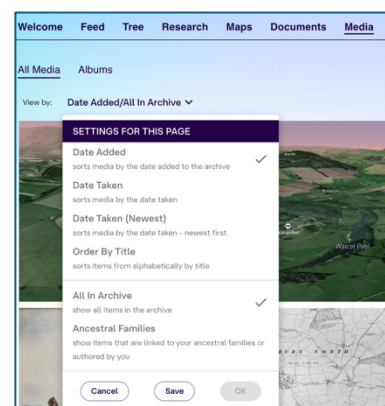 Welcome Feed Tree Research Maps Documents Media
All Media Albums
View by: Date Added/All In Archive
SETTINGS FOR THIS PAGE
Date Added
sorts media by the date added to the archive
Date Taken
sorts media by the date taken
Date Taken (Newest)
sorts media by the date taken - newest first
Order By Title
sorts items from alphabetically by title
All In Archive
show all items in the archive
Ancestral Families
show items that are linked to your ancestral families or
authored by you
Cancel Save OK
Walcot Pool
NORTH